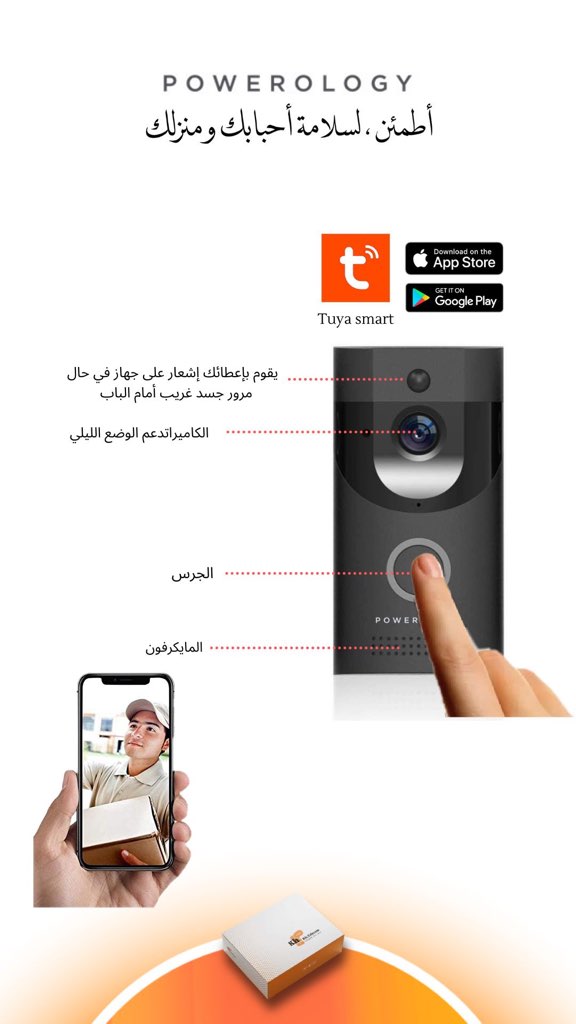 POWEROLOGY
أطمئن، لسلامة أحبابك ومنزلك
Download on the
App Store
GET IT ON
Google Play
Tuya smart
يقوم بإعطائك إشعار على جهاز في حال
مرور جسد غريب أمام الباب
الكاميراتدعم الوضع الليلي
الجرس
POWER
المايكرفون